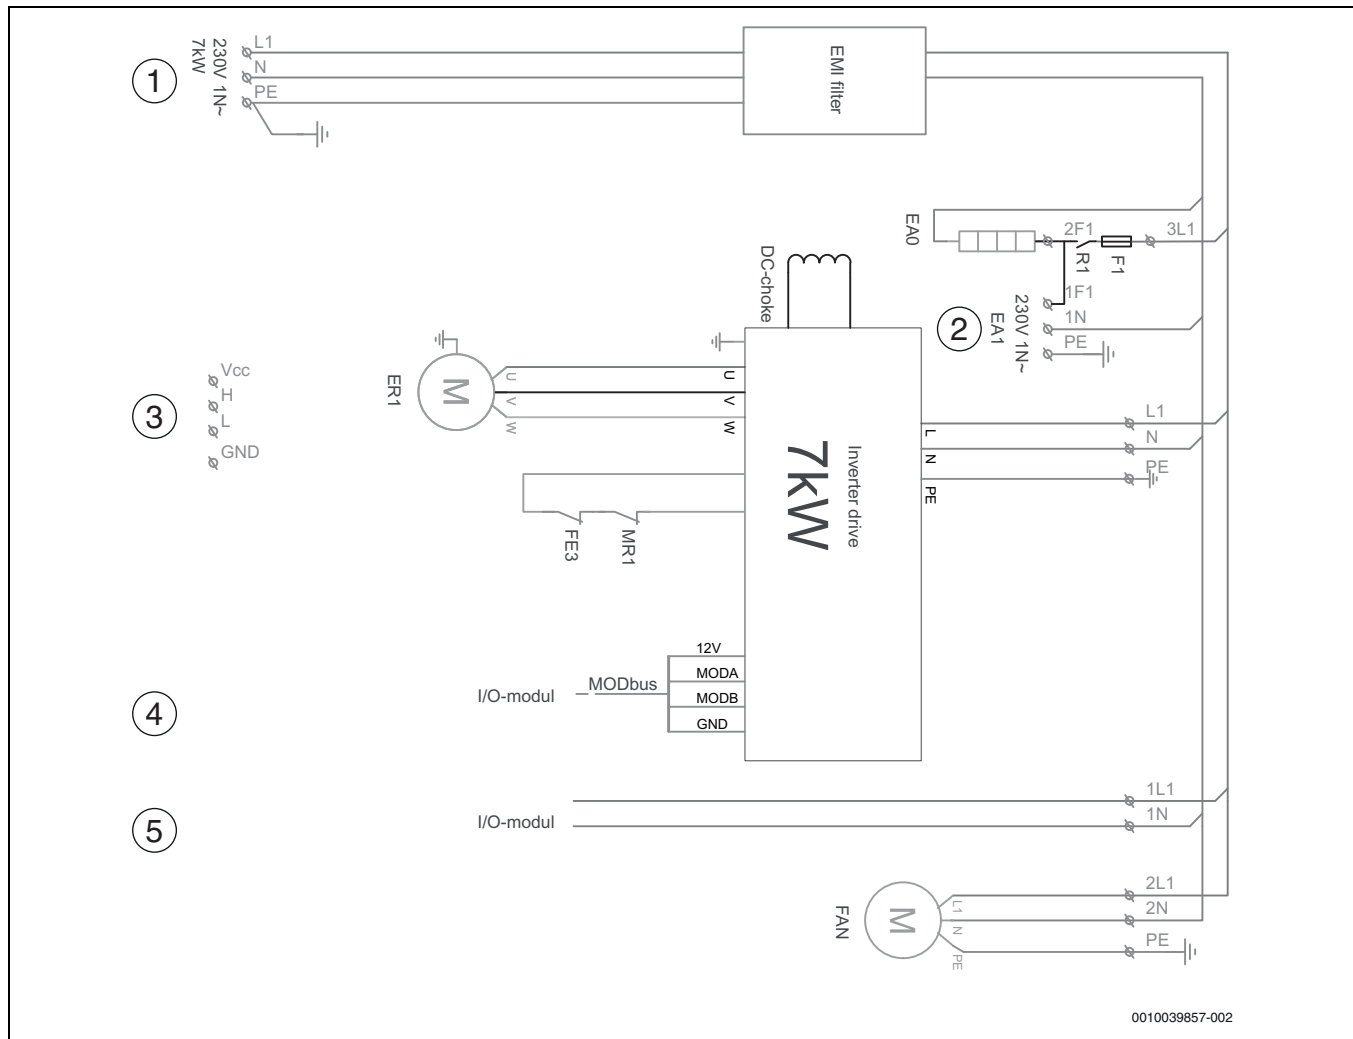 1
230V 1N~
7kW
L1
N
PE
EMI filter
EA0
2F1
R1
F1
3L1
DC-choke
2
230V 1N~
EA1
1F1
1N
PE
3
Vcc
H
L
GND
ER1
M
U
V
W
U
V
W
Inverter drive
7kW
L
N
PE
L1
N
PE
FE3
MR1
4
I/O-modul
MODbus
12V
MODA
MODB
GND
5
I/O-modul
1L1
1N
FAN
M
L1
N
PE
2L1
2N
PE
0010039857-002